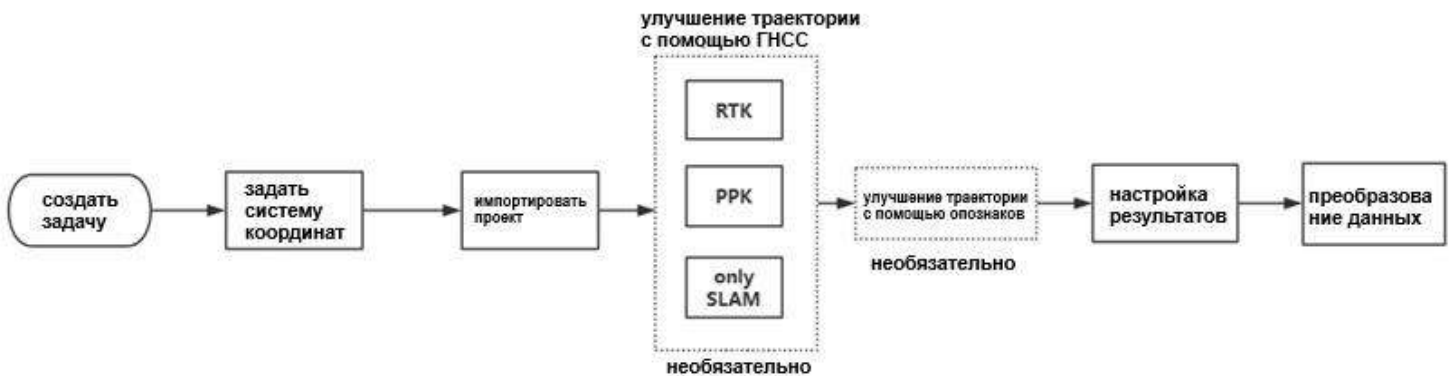 создать
задачу
задать
систему
координат
импортировать
проект
улучшение траектории
с помощью ГНСС
RTK
PPK
only
SLAM
необязательно
улучшение траектории
с помощью опознаков
необязательно
настройка
результатов
преобразова
ние данных